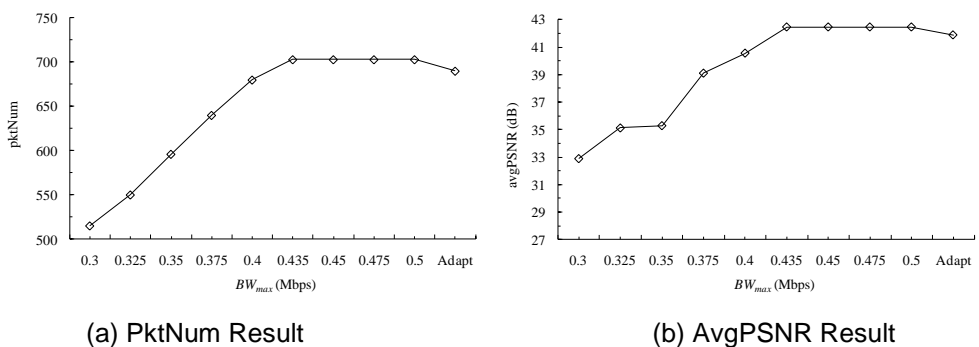 750
700
650
600
550
500
pktNum
0.3 0.325 0.35 0.375 0.4 0.435 0.45 0.475 0.5 Adapt
BWmax (Mbps)
(a) PktNum Result
43
41
39
37
35
33
31
29
27
avgPSNR (dB)
0.3 0.325 0.35 0.375 0.4 0.435 0.45 0.475 0.5 Adapt
BWmax (Mbps)
(b) AvgPSNR Result